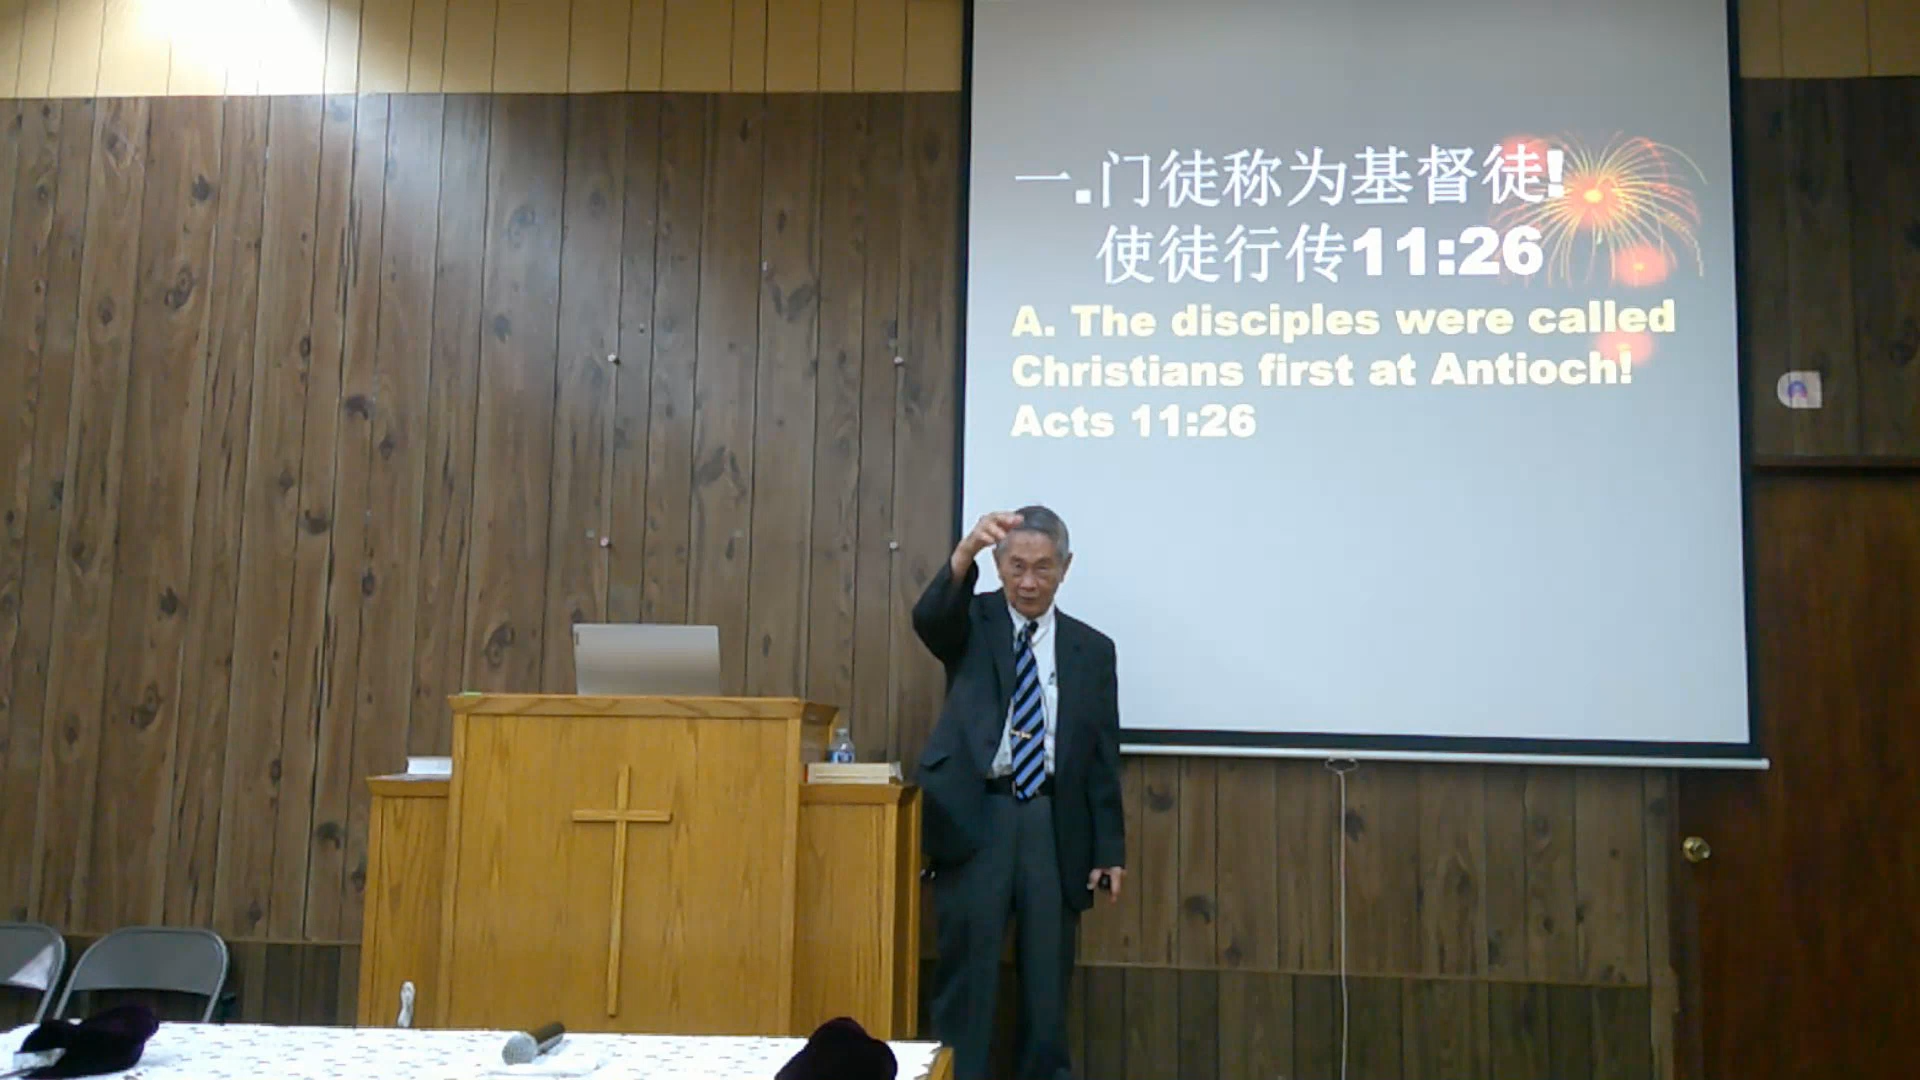 一.门徒称为基督徒!
使徒行传11:26
A. The disciples were called
Christians first at Antioch!
Acts 11:26